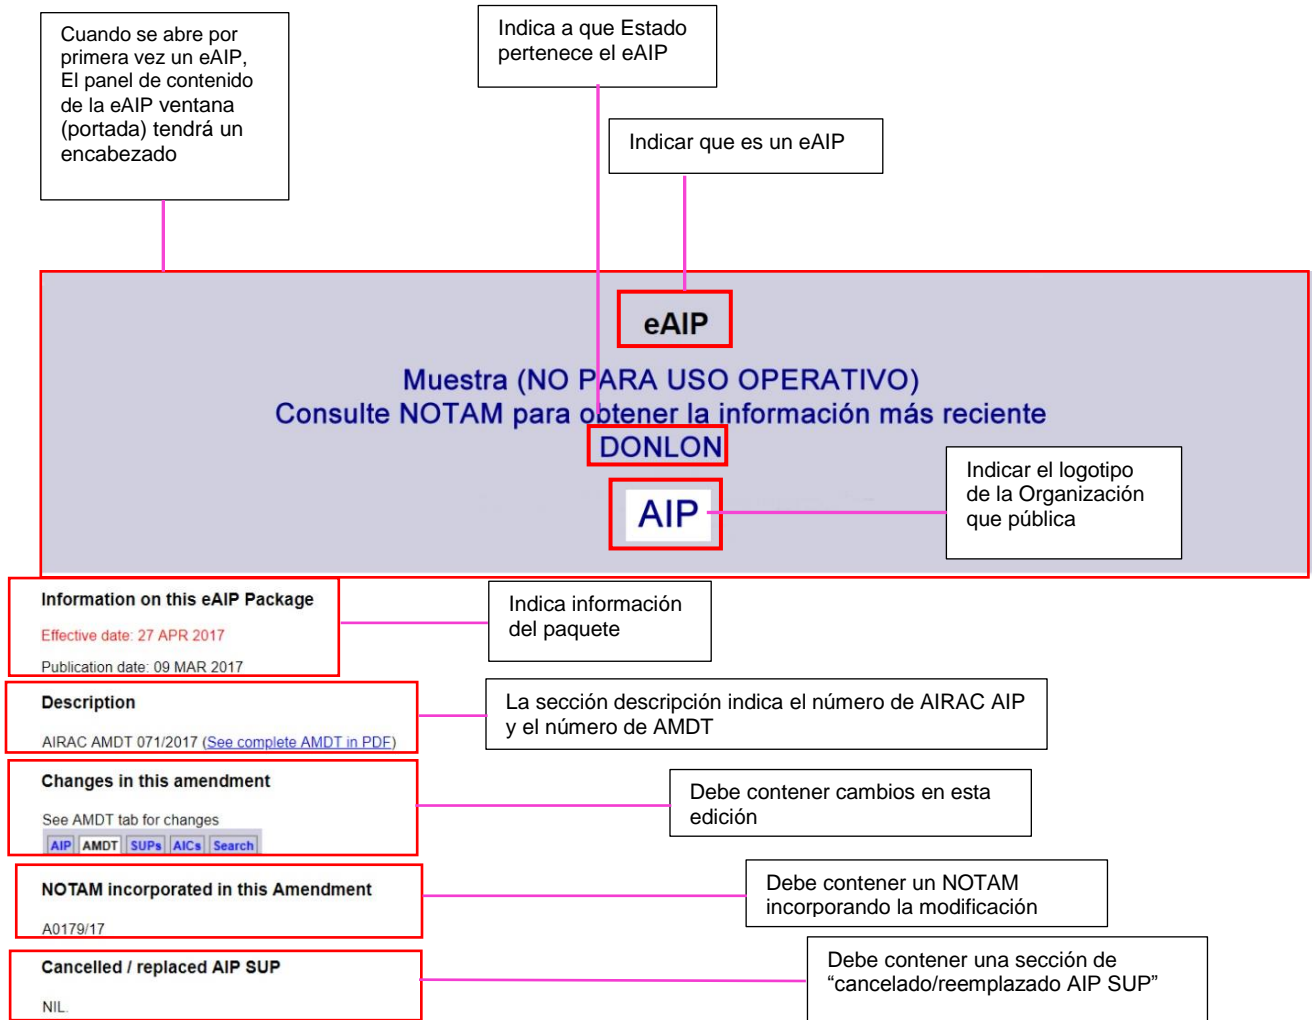 Cuando se abre por
primera vez un eAIP,
El panel de contenido
de la eAIP ventana
(portada) tendrá un
encabezado
Indica a que Estado
pertenece el eAIP
Indicar que es un eAIP
eAIP
Muestra (NO PARA USO OPERATIVO)
Consulte NOTAM para obtener la información más reciente
DONLON
AIP
Indicar el logotipo
de la Organización
que pública
Information on this eAIP Package
Effective date: 27 APR 2017
Publication date: 09 MAR 2017
Indica información
del paquete
Description
AIRAC AMDT 071/2017 (See complete AMDT in PDF)
La sección descripción indica el número de AIRAC AIP
y el número de AMDT
Changes in this amendment
See AMDT tab for changes
AIP AMDT SUPs AICs Search
Debe contener cambios en esta
edición
NOTAM incorporated in this Amendment
A0179/17
Debe contener un NOTAM
incorporando la modificación
Cancelled / replaced AIP SUP
NIL.
Debe contener una sección de
“cancelado/reemplazado AIP SUP”